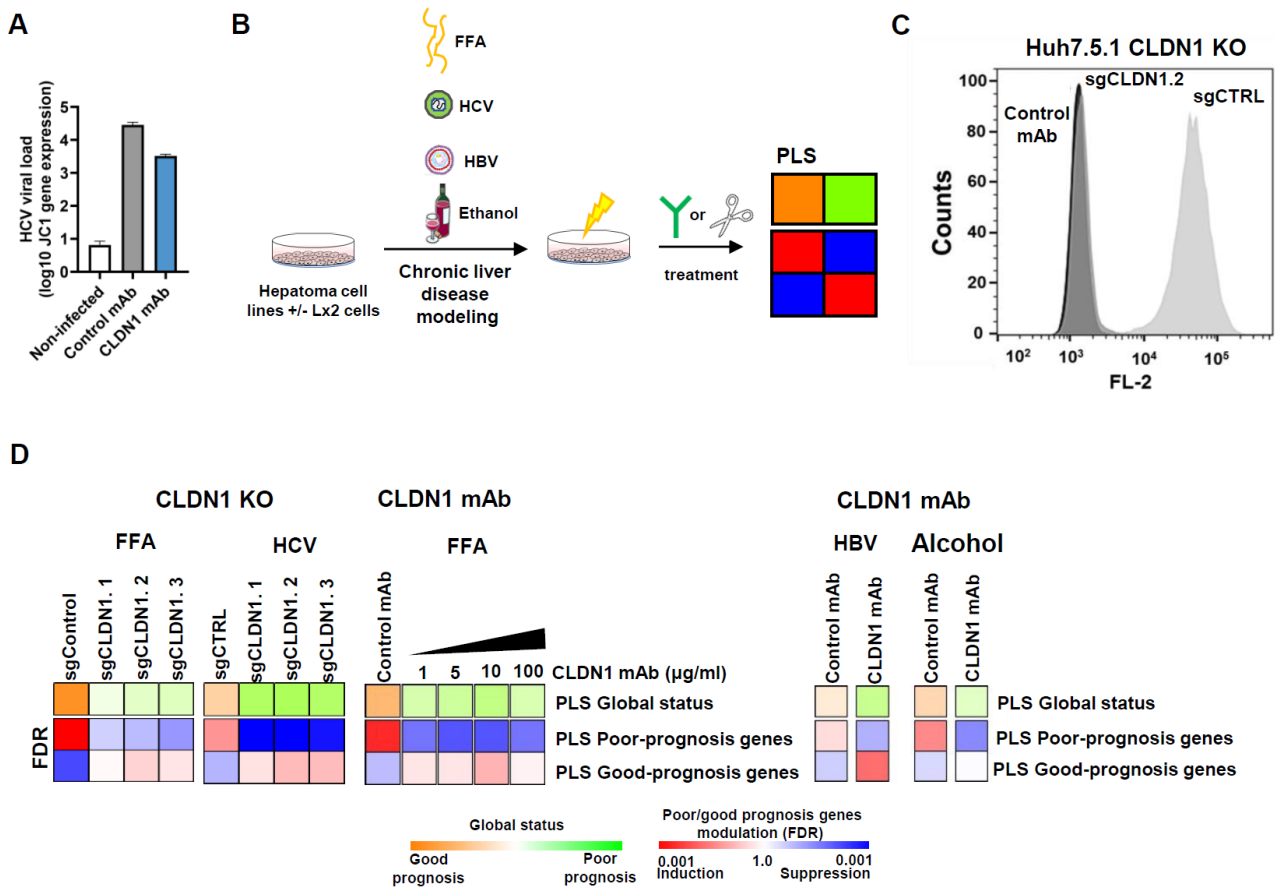 A
HCV viral load
(log10 JC1 gene expression)
5
4
3
2
1
0
Non-infected
Control mAb
CLDN1 mAb
B
FFA
HCV
HBV
Ethanol
Hepatoma cell
lines +/- Lx2 cells
Chronic liver
disease
modeling
or
treatment
PLS
C
Huh7.5.1 CLDN1 KO
Counts
100
80
60
40
20
0
Control
mAb
sgCLDN1.2
sgCTRL
10² 10³ 10⁴ 10⁵
FL-2
D
CLDN1 KO
FFA
HCV
sgControl
sgCLDN1. 1
sgCLDN1. 2
sgCLDN1. 3
sgCTRL
sgCLDN1. 1
sgCLDN1. 2
sgCLDN1. 3
FDR
CLDN1 mAb
FFA
Control mAb
1 5 10 100 CLDN1 mAb (µg/ml)
PLS Global status
PLS Poor-prognosis genes
PLS Good-prognosis genes
CLDN1 mAb
HBV
Alcohol
Control mAb
CLDN1 mAb
Control mAb
CLDN1 mAb
PLS Global status
PLS Poor-prognosis genes
PLS Good-prognosis genes
Global status
Good
prognosis
Poor
prognosis
Poor/good prognosis genes
modulation (FDR)
0.001 1.0 0.001
Induction Suppression